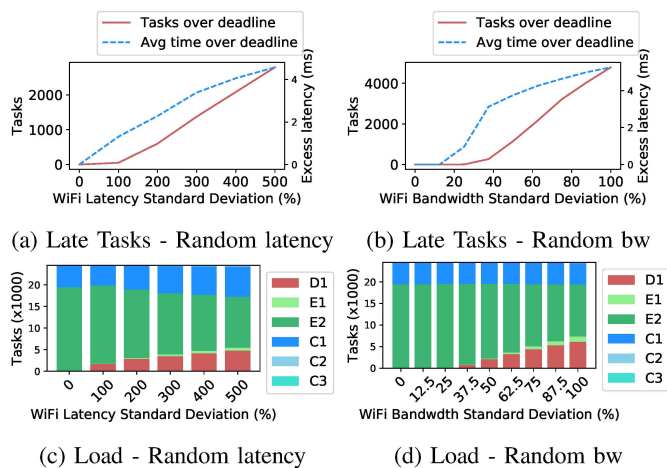 Tasks over deadline
Avg time over deadline
Tasks
2000
1000
0
4
2
0
Excess latency (ms)
0 100 200 300 400 500
WiFi Latency Standard Deviation (%)
(a) Late Tasks - Random latency
Tasks over deadline
Avg time over deadline
Tasks
4000
2000
0
4
2
0
Excess latency (ms)
0 20 40 60 80 100
WiFi Bandwidth Standard Deviation (%)
(b) Late Tasks - Random bw
Tasks (x1000)
20
15
10
5
0
0 100 200 300 400 500
WiFi Latency Standard Deviation (%)
D1
E1
E2
C1
C2
C3
(c) Load - Random latency
Tasks (x1000)
20
15
10
5
0
0 12.5 25 37.5 50 62.5 75 87.5 100
WiFi Bandwdth Standard Deviation (%)
D1
E1
E2
C1
C2
C3
(d) Load - Random bw